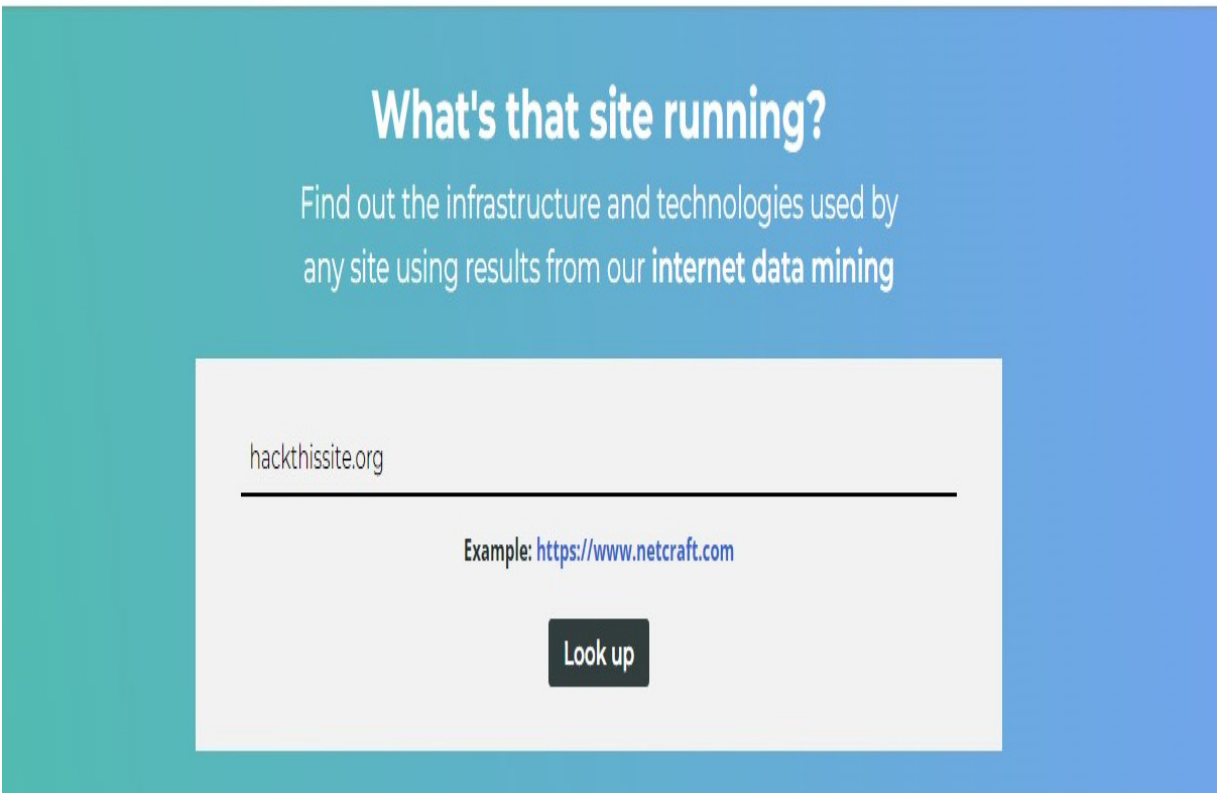 What's that site running?
Find out the infrastructure and technologies used by
any site using results from our internet data mining
hackthissite.org
Example: https://www.netcraft.com
Look up